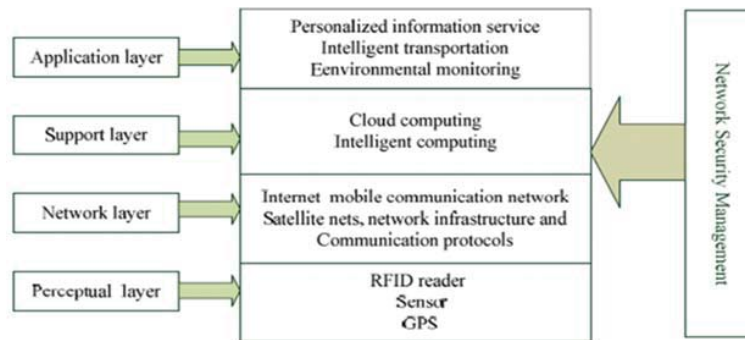 Application layer
Personalized information service
Intelligent transportation
Eenvironmental monitoring
Support layer
Cloud computing
Intelligent computing
Network layer
Internet mobile communication network
Satellite nets, network infrastructure and
Communication protocols
Perceptual layer
RFID reader
Sensor
GPS
Network Security Management